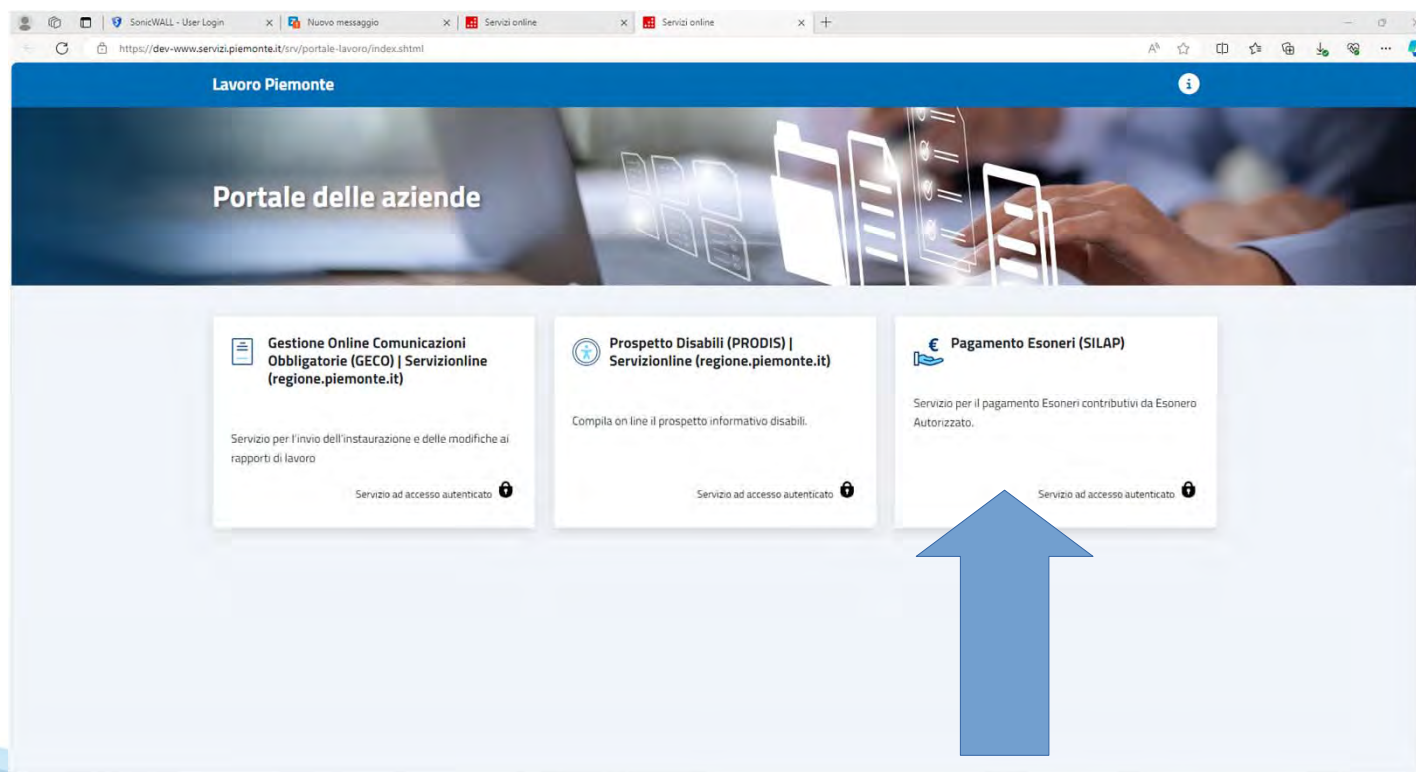 SonicWALL - User Login
Nuovo messaggio
Servizi online
Servizi online
https://dev-www.servizi.piemonte.it/srv/portale-lavoro/index.shtml
Lavoro Piemonte
i
Portale delle aziende
Gestione Online Comunicazioni
Obbligatorie (GECO) | Servizionline
(regione.piemonte.it)
Servizio per l'invio dell'instaurazione e delle modifiche ai
rapporti di lavoro
Servizio ad accesso autenticato
Prospetto Disabili (PRODIS) |
Servizionline (regione.piemonte.it)
Compila on line il prospetto informativo disabili.
Servizio ad accesso autenticato
€
Pagamento Esoneri (SILAP)
Servizio per il pagamento Esoneri contributivi da Esonero
Autorizzato.
Servizio ad accesso autenticato